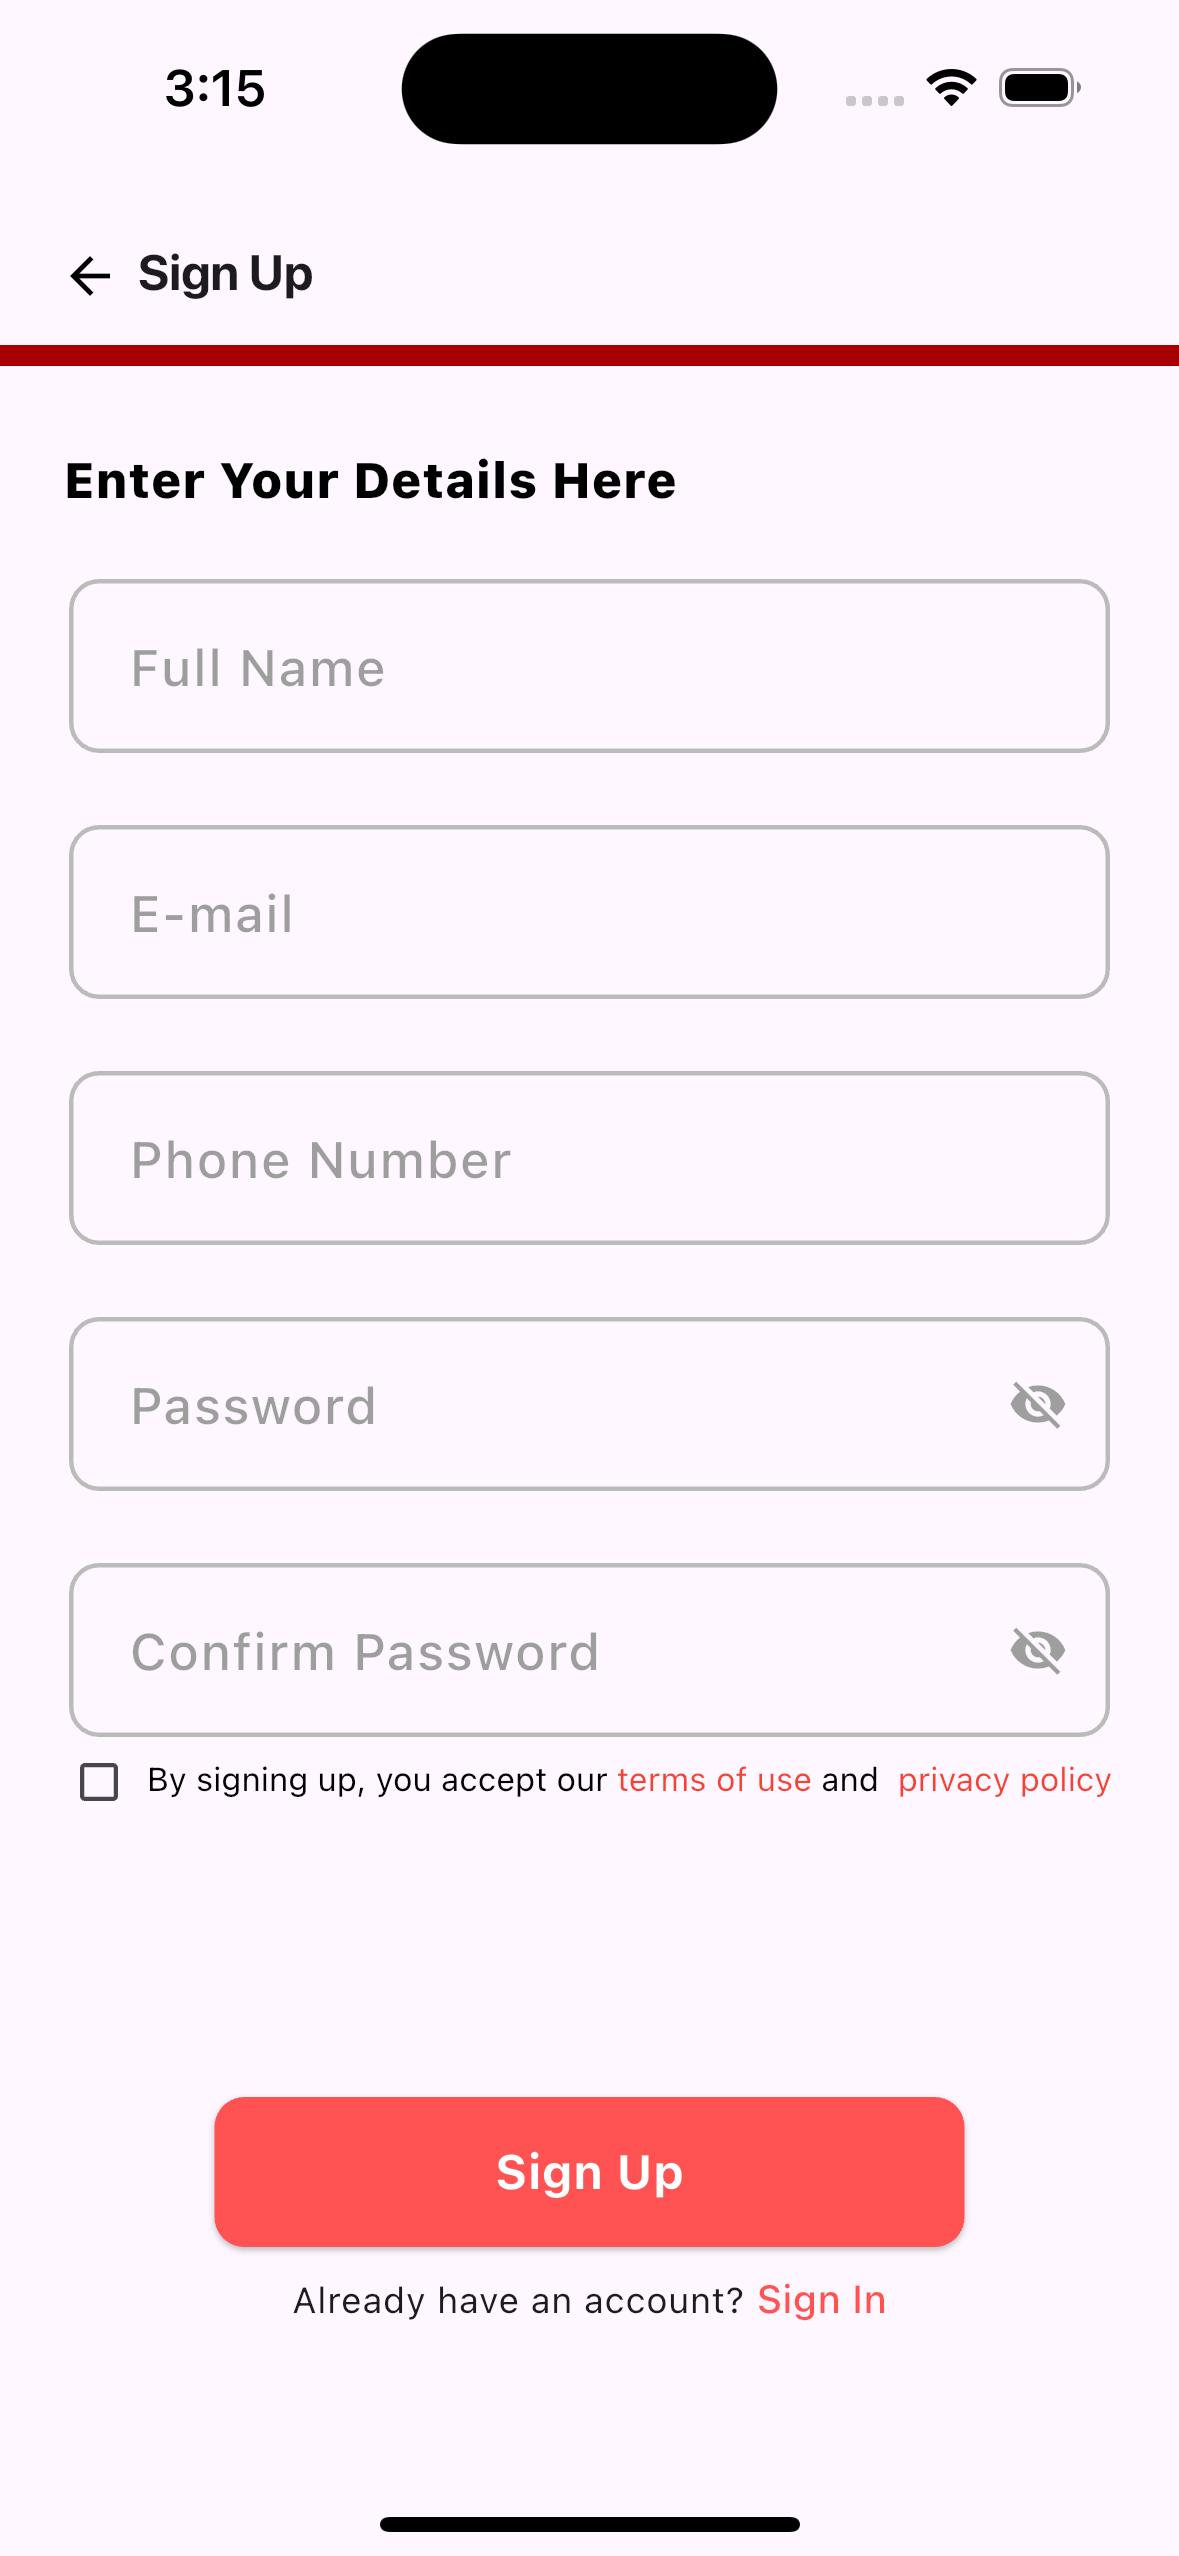 3:15
Sign Up
Enter Your Details Here
Full Name
E-mail
Phone Number
Password
Confirm Password
By signing up, you accept our terms of use and privacy policy
Sign Up
Already have an account? Sign In